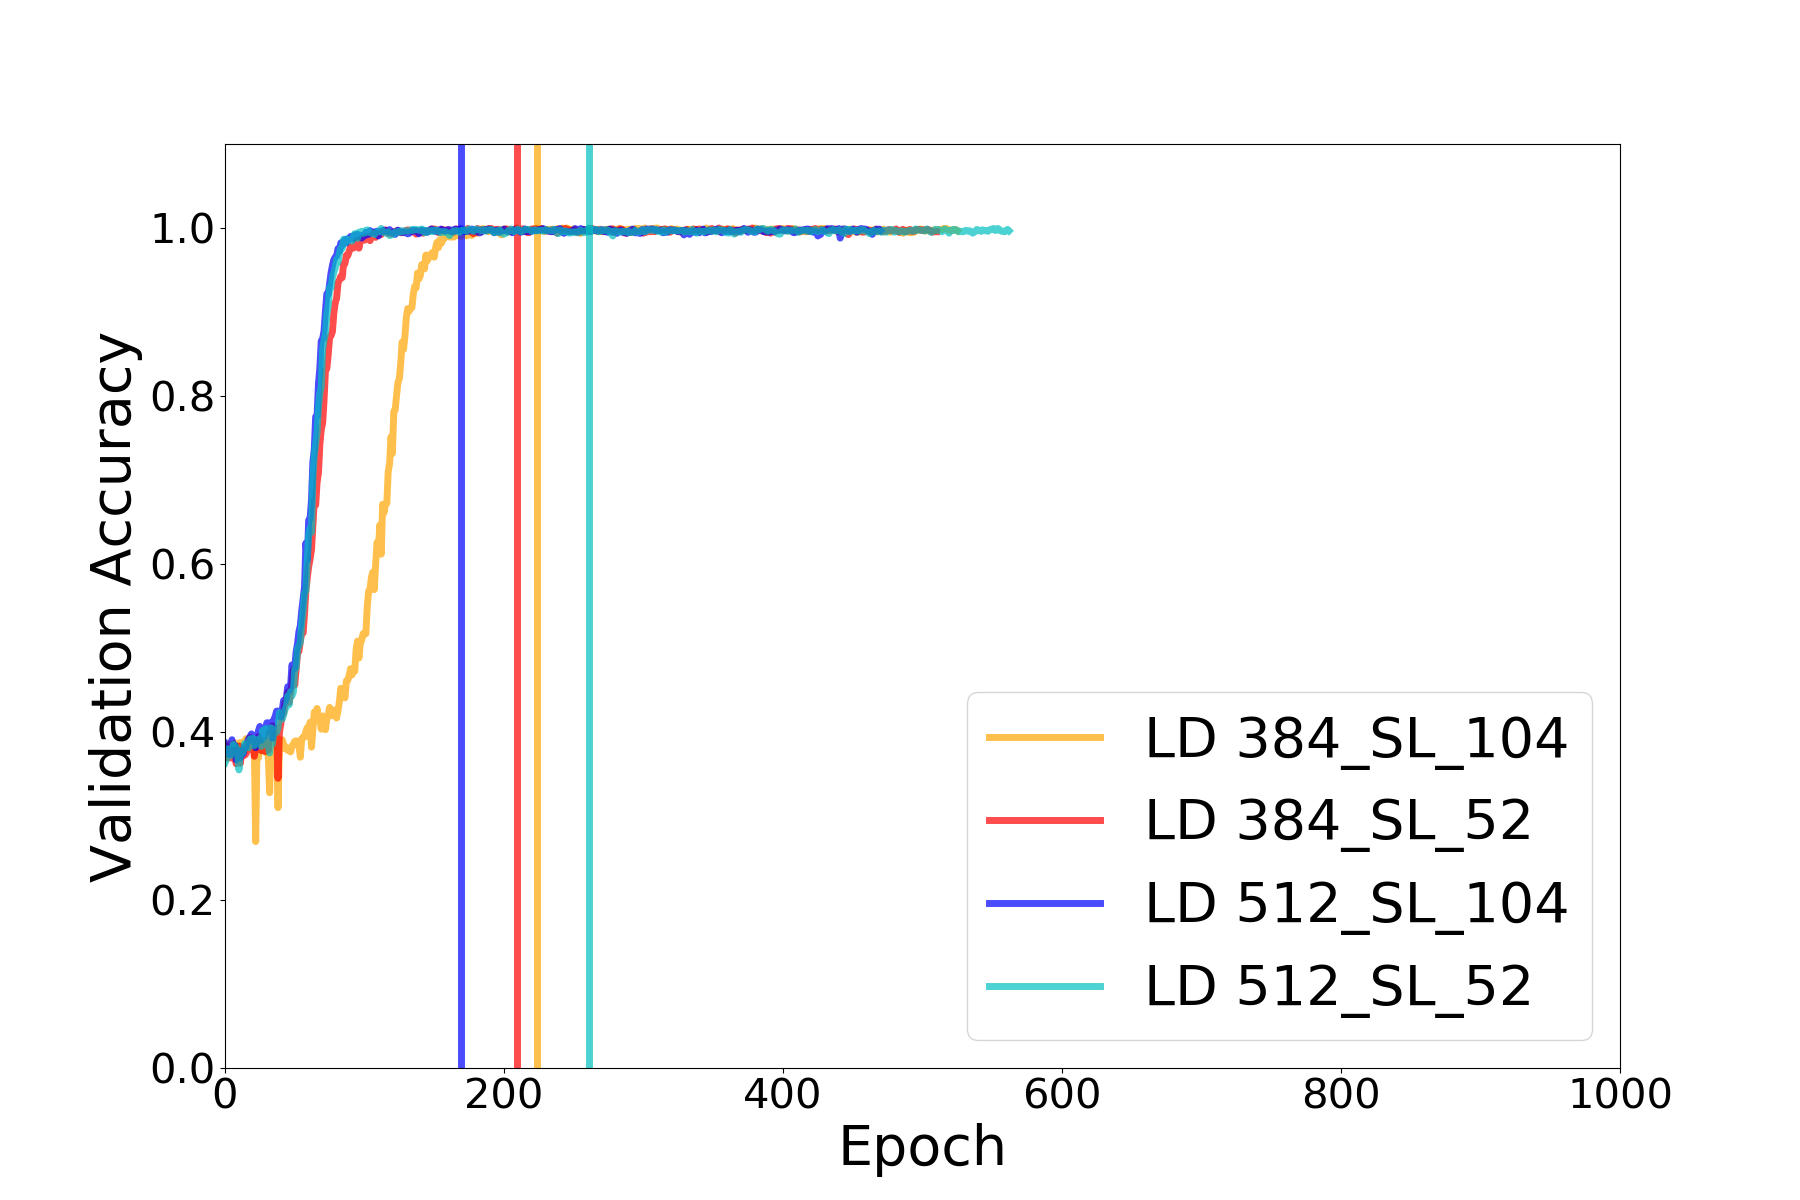 Validation Accuracy
1.0
0.8
0.6
0.4
0.2
0.0
0 200 400 600 800 1000
Epoch
LD 384_SL_104
LD 384_SL_52
LD 512_SL_104
LD 512_SL_52